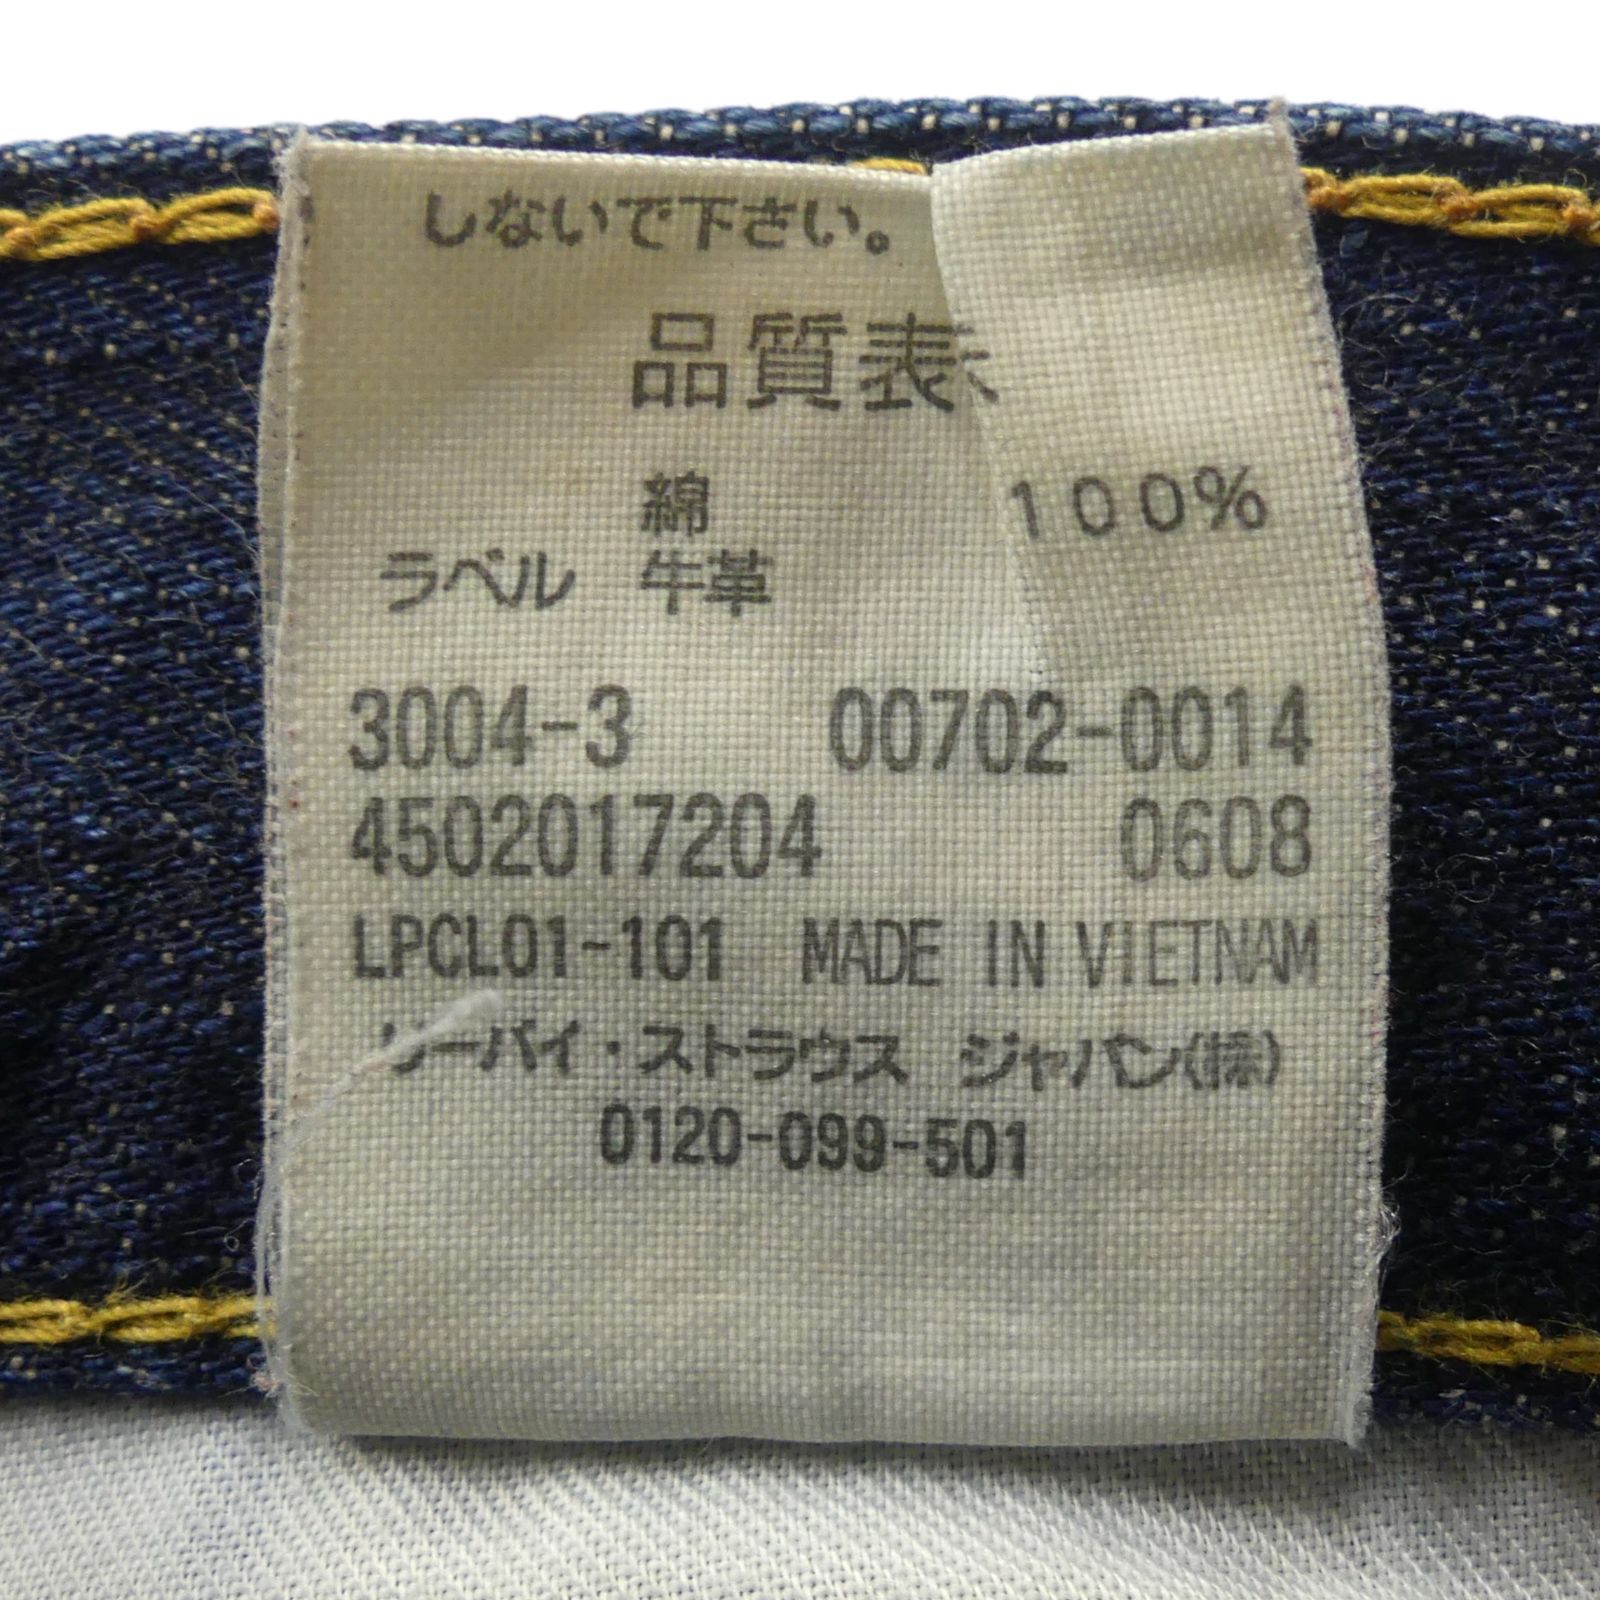 しないで下さい。
品質表
綿 100%
ラベル 牛革
3004-3 00702-0014
4502017204 0608
LPCL01-101 MADE IN VIETNAM
リーバイ・ストラウス ジャパン(株)
0120-099-501